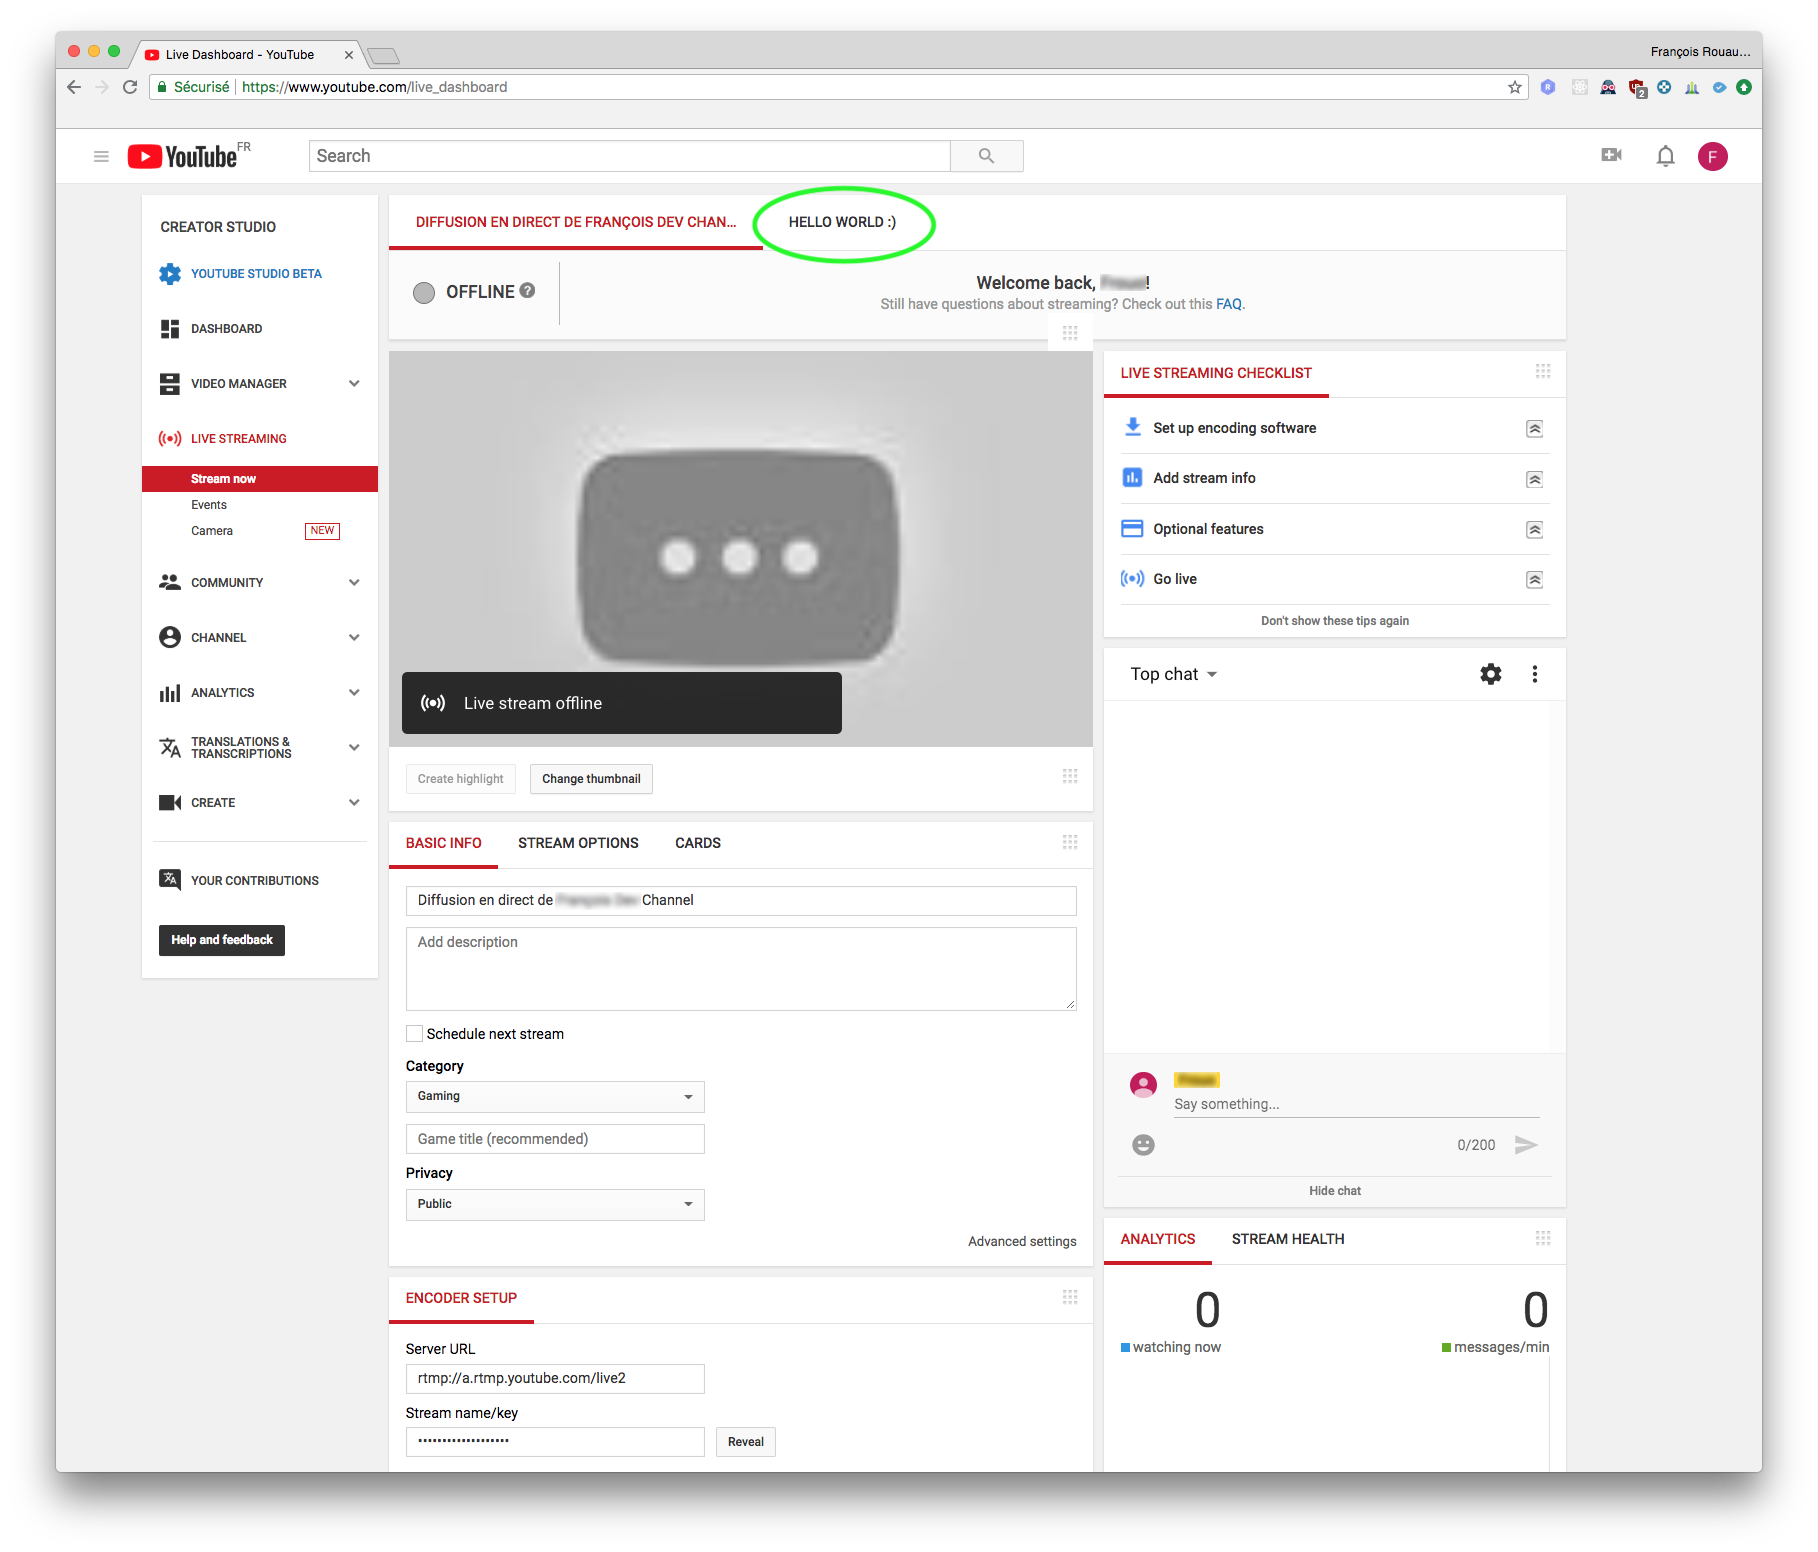 Live Dashboard - YouTube
François Rouau...
Sécurisé
https://www.youtube.com/live_dashboard
2
YouTube FR
Search
F
CREATOR STUDIO
YOUTUBE STUDIO BETA
DASHBOARD
VIDEO MANAGER
LIVE STREAMING
Stream now
Events
Camera
NEW
COMMUNITY
CHANNEL
ANALYTICS
TRANSLATIONS &
TRANSCRIPTIONS
CREATE
YOUR CONTRIBUTIONS
Help and feedback
DIFFUSION EN DIRECT DE FRANÇOIS DEV CHAN...
HELLO WORLD :)
OFFLINE ?
Welcome back, !
Still have questions about streaming? Check out this FAQ.
Live stream offline
Create highlight
Change thumbnail
BASIC INFO
STREAM OPTIONS
CARDS
Diffusion en direct de Channel
Add description
Schedule next stream
Category
Gaming
Game title (recommended)
Privacy
Public
Advanced settings
ENCODER SETUP
Server URL
rtmp://a.rtmp.youtube.com/live2
Stream name/key
Reveal
LIVE STREAMING CHECKLIST
Set up encoding software
Add stream info
Optional features
Go live
Don't show these tips again
Top chat
Say something...
0/200
Hide chat
ANALYTICS
STREAM HEALTH
0
watching now
0
messages/min